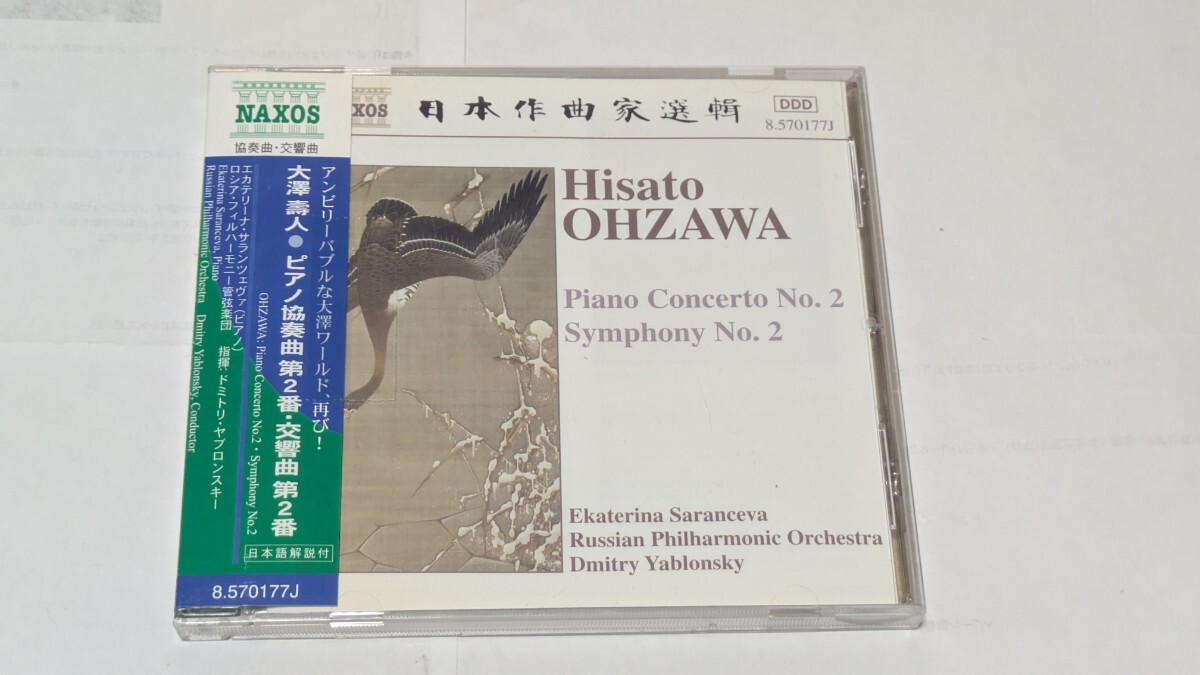 NAXOS
協奏曲・交響曲
アンビリーバブルな大澤ワールド、再び!
大澤 壽人 ● ピアノ協奏曲 第2番・交響曲 第2番
OHZAWA: Piano Concerto No.2・Symphony No.2
エカテリーナ・サランツェヴァ(ピアノ)
ロシア・フィルハーモニー管弦楽団 指揮:ドミトリ・ヤブロンスキー
Ekaterina Saranceva, Piano
Russian Philharmonic Orchestra Dmitry Yablonsky, Conductor
日本語解説付
8.570177J
XOS
日本作曲家選輯
DDD
8.570177J
Hisato
OHZAWA
Piano Concerto No. 2
Symphony No. 2
Ekaterina Saranceva
Russian Philharmonic Orchestra
Dmitry Yablonsky